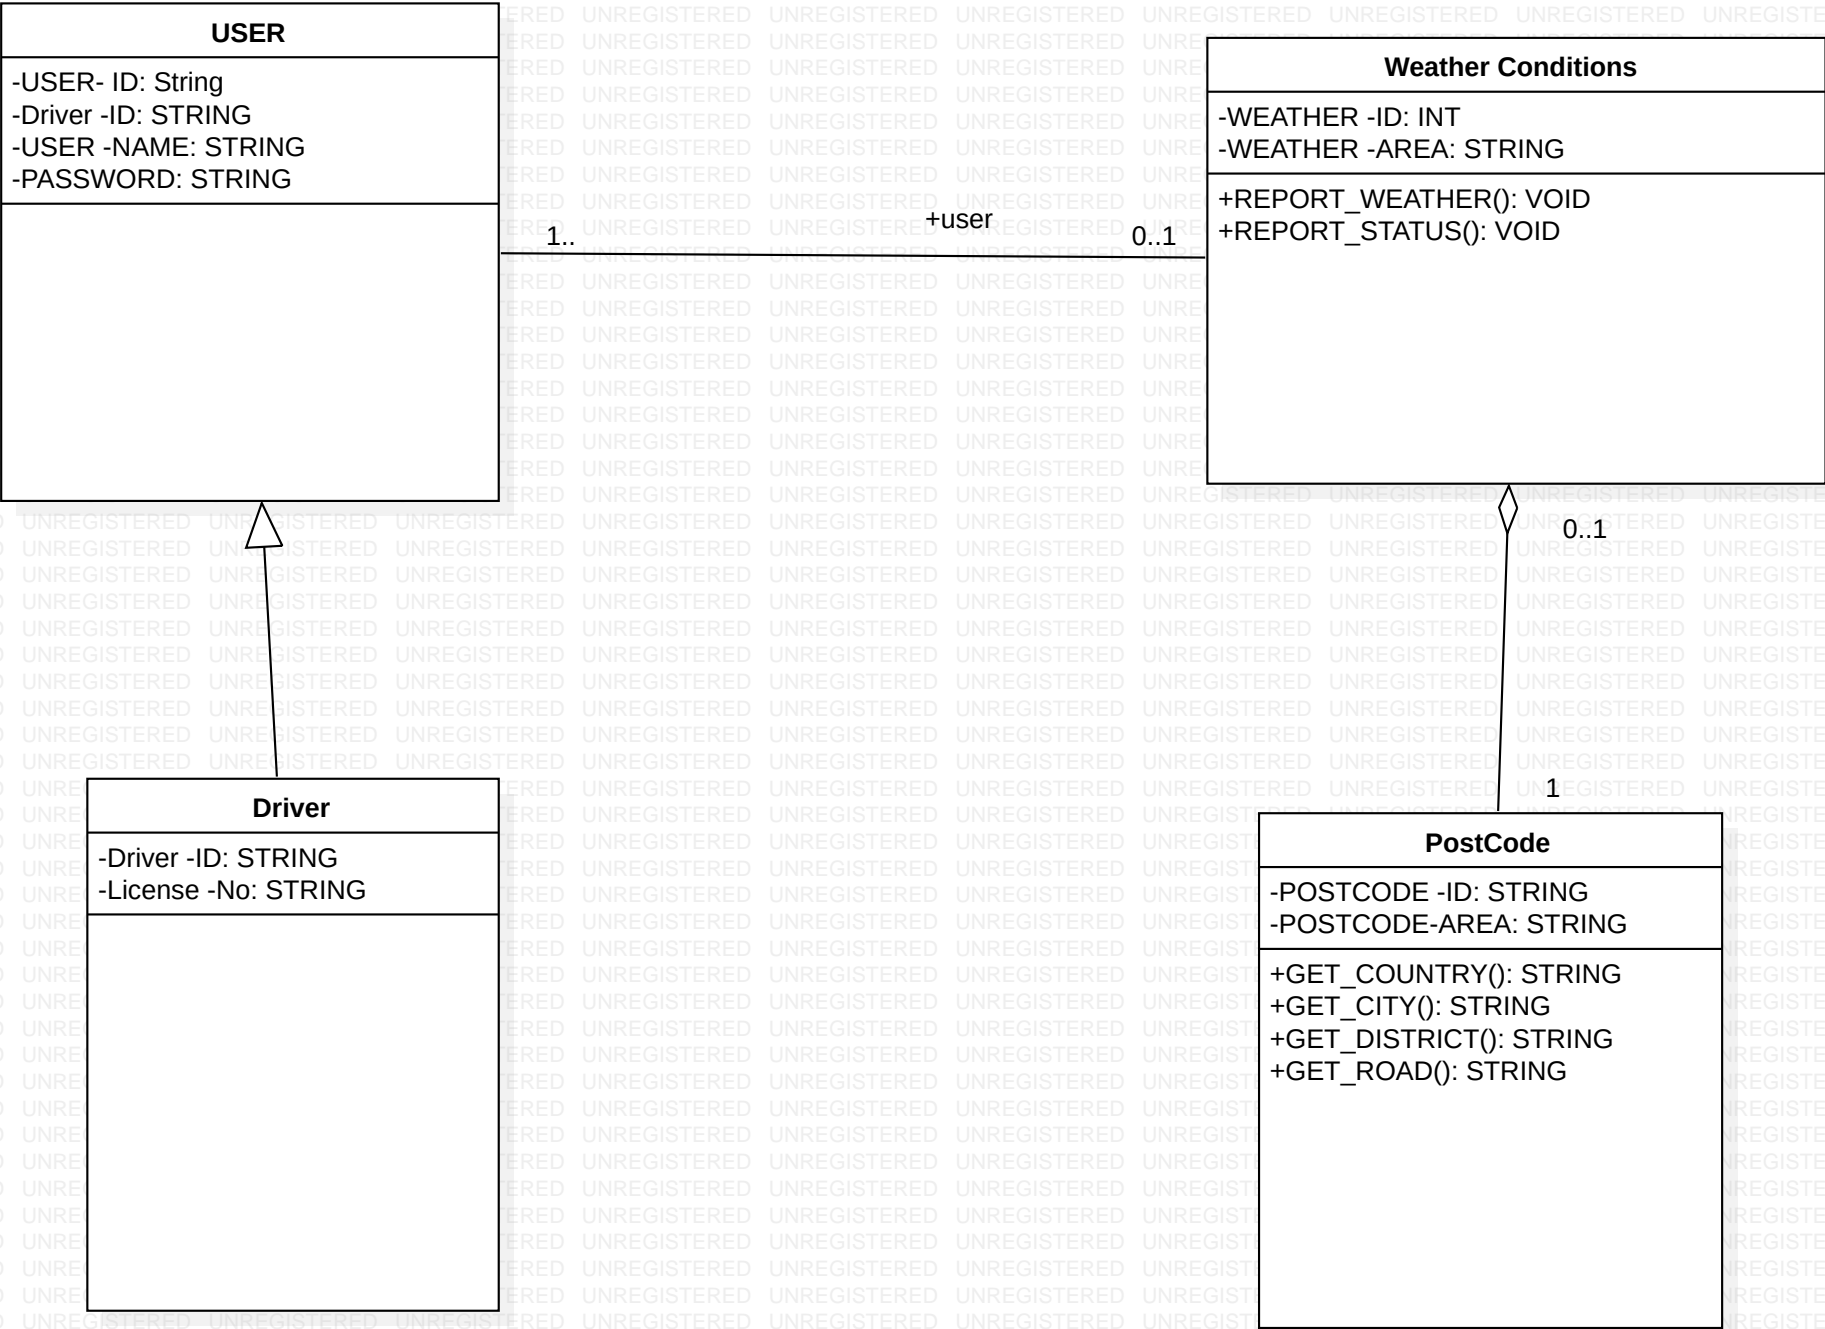 USER
-USER- ID: String
-Driver -ID: STRING
-USER -NAME: STRING
-PASSWORD: STRING
1..
+user
0..1
Weather Conditions
-WEATHER -ID: INT
-WEATHER -AREA: STRING
+REPORT_WEATHER(): VOID
+REPORT_STATUS(): VOID
0..1
1
Driver
-Driver -ID: STRING
-License -No: STRING
PostCode
-POSTCODE -ID: STRING
-POSTCODE-AREA: STRING
+GET_COUNTRY(): STRING
+GET_CITY(): STRING
+GET_DISTRICT(): STRING
+GET_ROAD(): STRING
UNREGISTERED